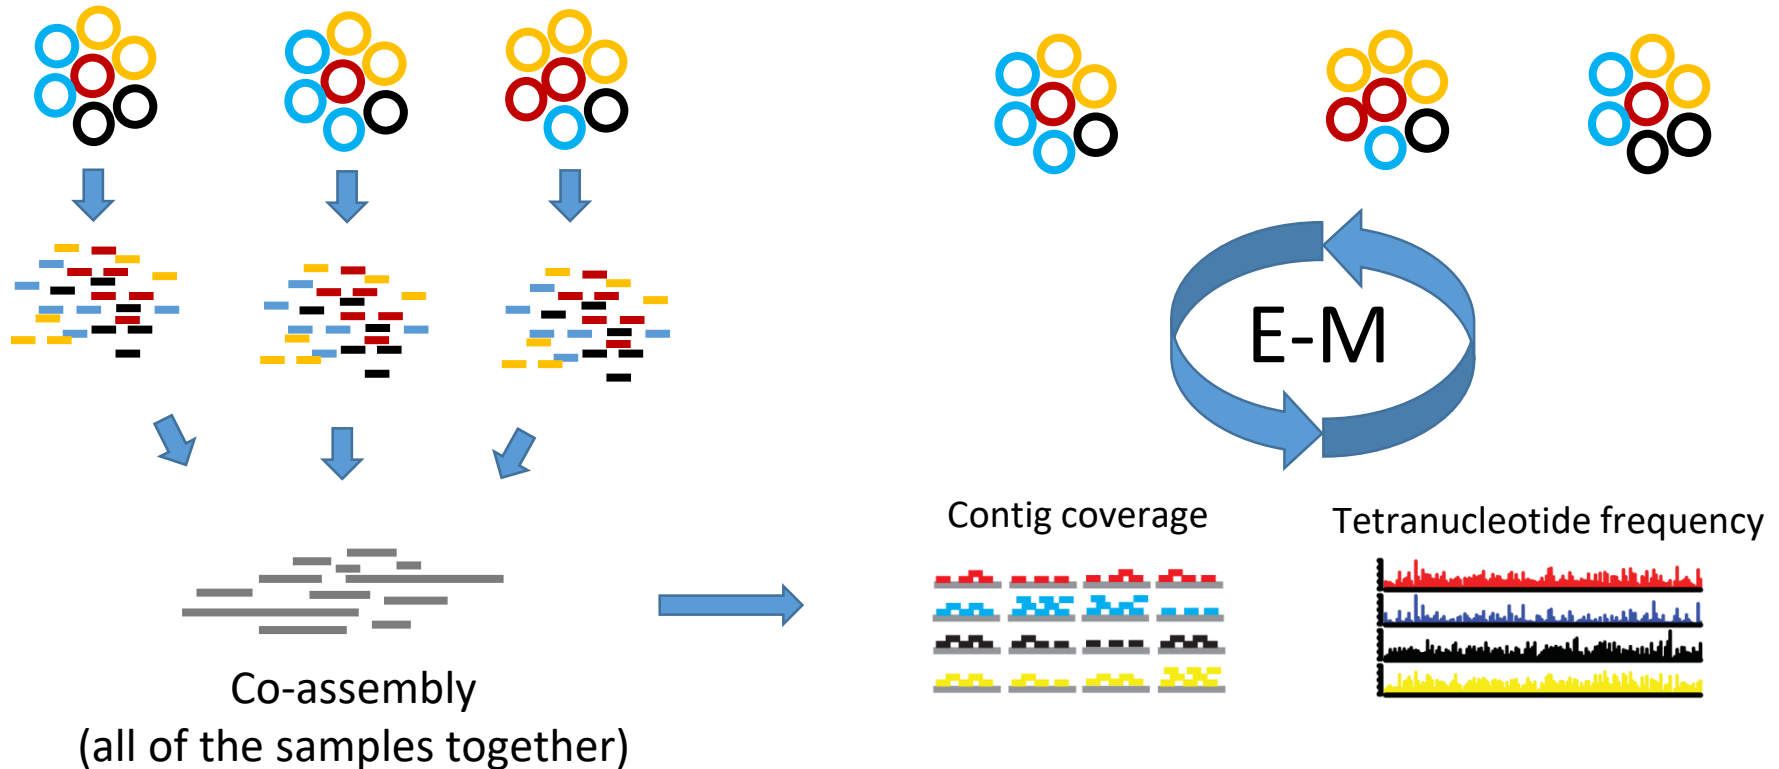 E-M
Contig coverage
Tetranucleotide frequency
Co-assembly
(all of the samples together)